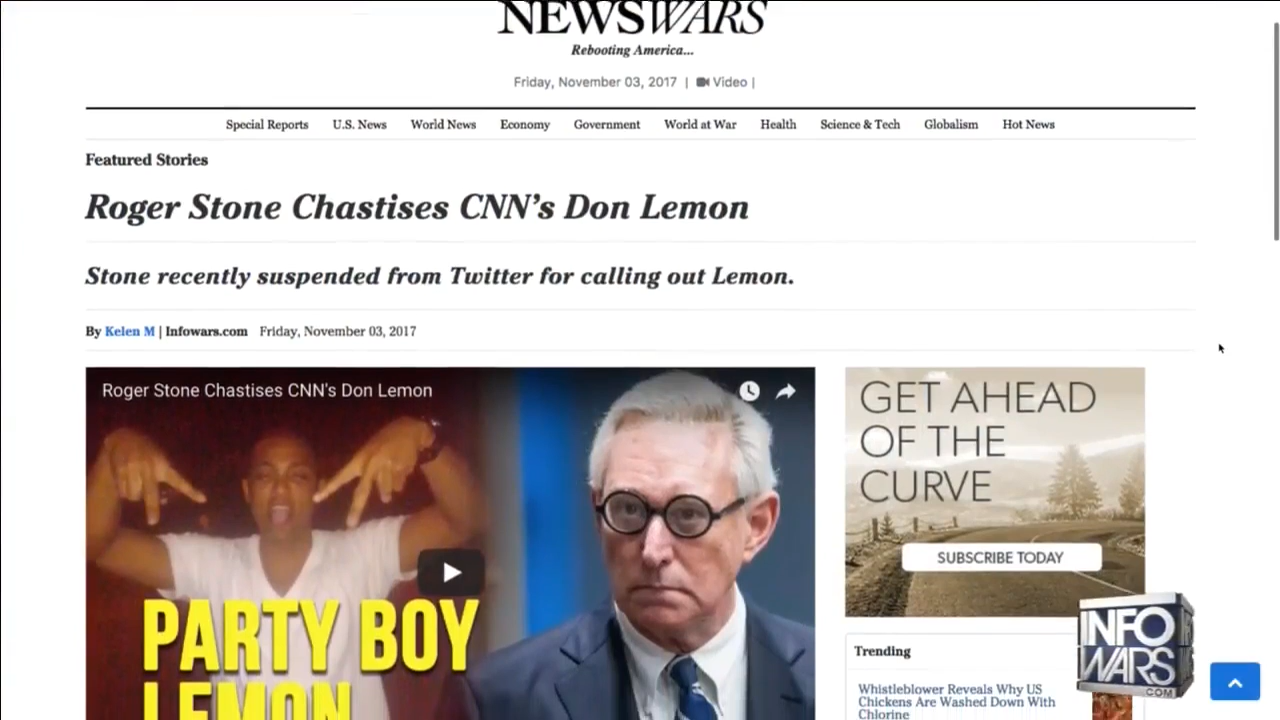 NEWSWARS
Rebooting America...
Friday, November 03, 2017 | Video |
Special Reports U.S. News World News Economy Government World at War Health Science & Tech Globalism Hot News
Featured Stories
Roger Stone Chastises CNN's Don Lemon
Stone recently suspended from Twitter for calling out Lemon.
By Kelen M | Infowars.com Friday, November 03, 2017
Roger Stone Chastises CNN's Don Lemon
PARTY BOY
LEMON
GET AHEAD
OF THE
CURVE
SUBSCRIBE TODAY
Trending
Whistleblower Reveals Why US
Chickens Are Washed Down With
Chlorine
INFO
WARS
.COM